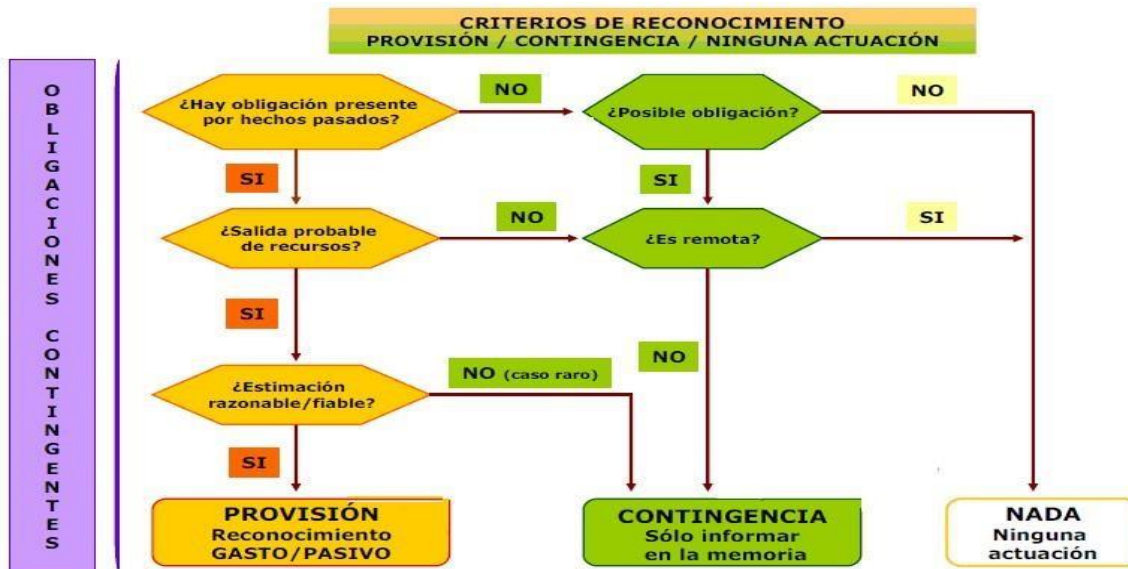 CRITERIOS DE RECONOCIMIENTO
PROVISIÓN / CONTINGENCIA / NINGUNA ACTUACIÓN
OBLIGACIONES CONTINGENTES
¿Hay obligación presente
por hechos pasados?
NO
¿Posible obligación?
NO
SI
SI
¿Salida probable
de recursos?
NO
¿Es remota?
SI
SI
NO
¿Estimación
razonable/fiable?
NO (caso raro)
SI
PROVISIÓN
Reconocimiento
GASTO/PASIVO
CONTINGENCIA
Sólo informar
en la memoria
NADA
Ninguna
actuación